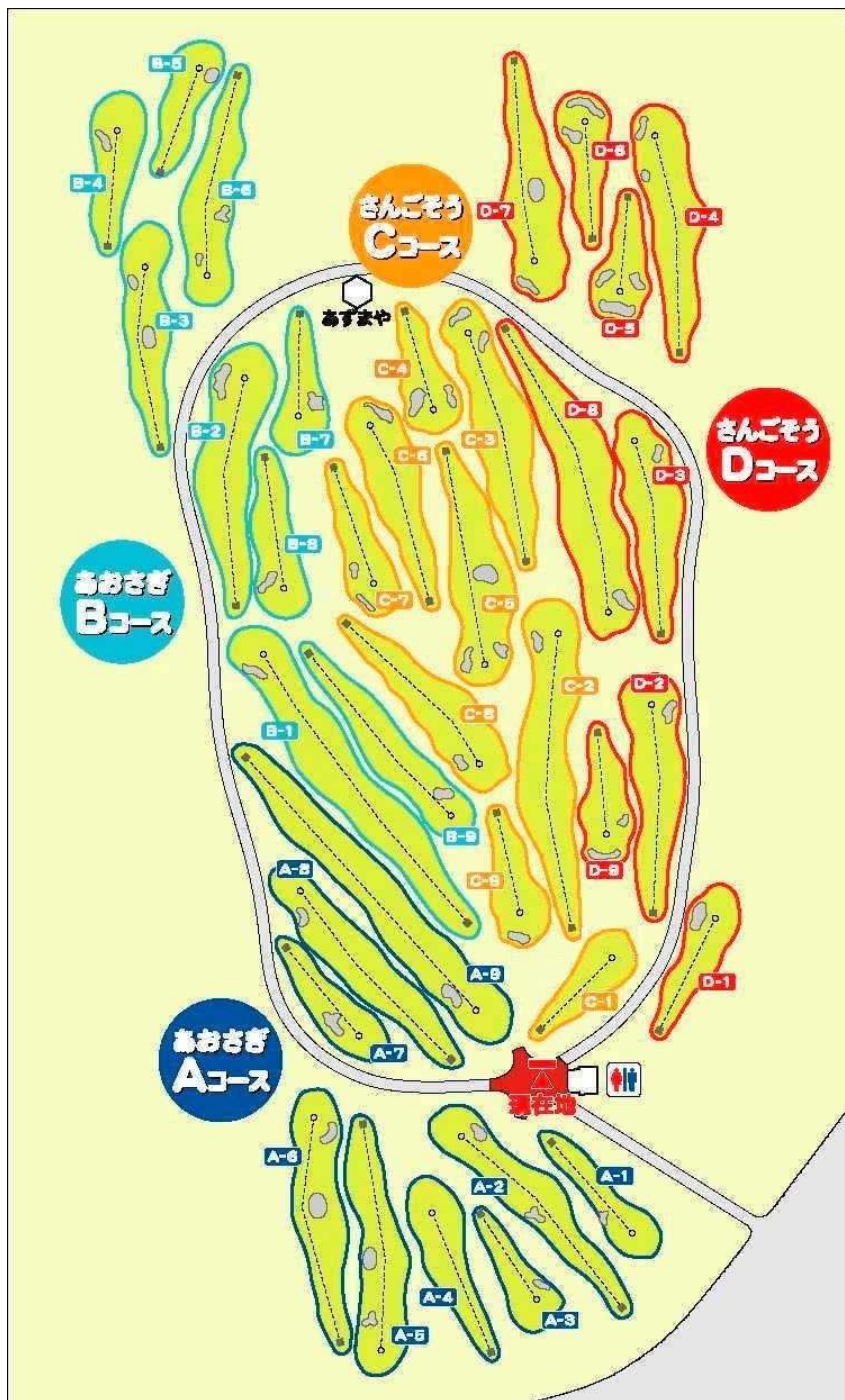 B-5
B-4
B-6
D-7
D-6
D-4
さんごそう
Cコース
B-3
あずまや
D-5
C-4
B-2
B-7
C-3
D-8
C-6
D-3
さんごそう
Dコース
B-8
C-7
C-5
あおさぎ
Bコース
C-2
D-2
B-1
C-8
B-9
D-9
A-8
C-9
A-9
C-1
D-1
あおさぎ
Aコース
A-7
現在地
A-6
A-2
A-1
A-4
A-3
A-5